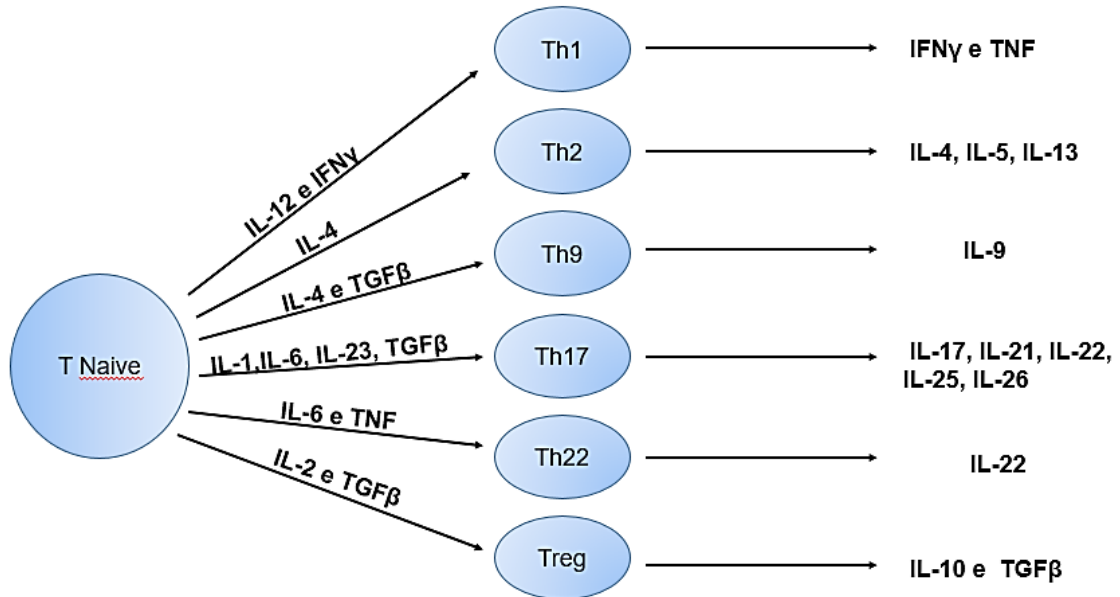 Th1
IFNγ e TNF
IL-12 e IFNγ
Th2
IL-4, IL-5, IL-13
IL-4
Th9
IL-9
IL-4 e TGFβ
T Naive
IL-1,IL-6, IL-23, TGFβ
Th17
IL-17, IL-21, IL-22,
IL-25, IL-26
IL-6 e TNF
Th22
IL-22
IL-2 e TGFβ
Treg
IL-10 e TGFβ